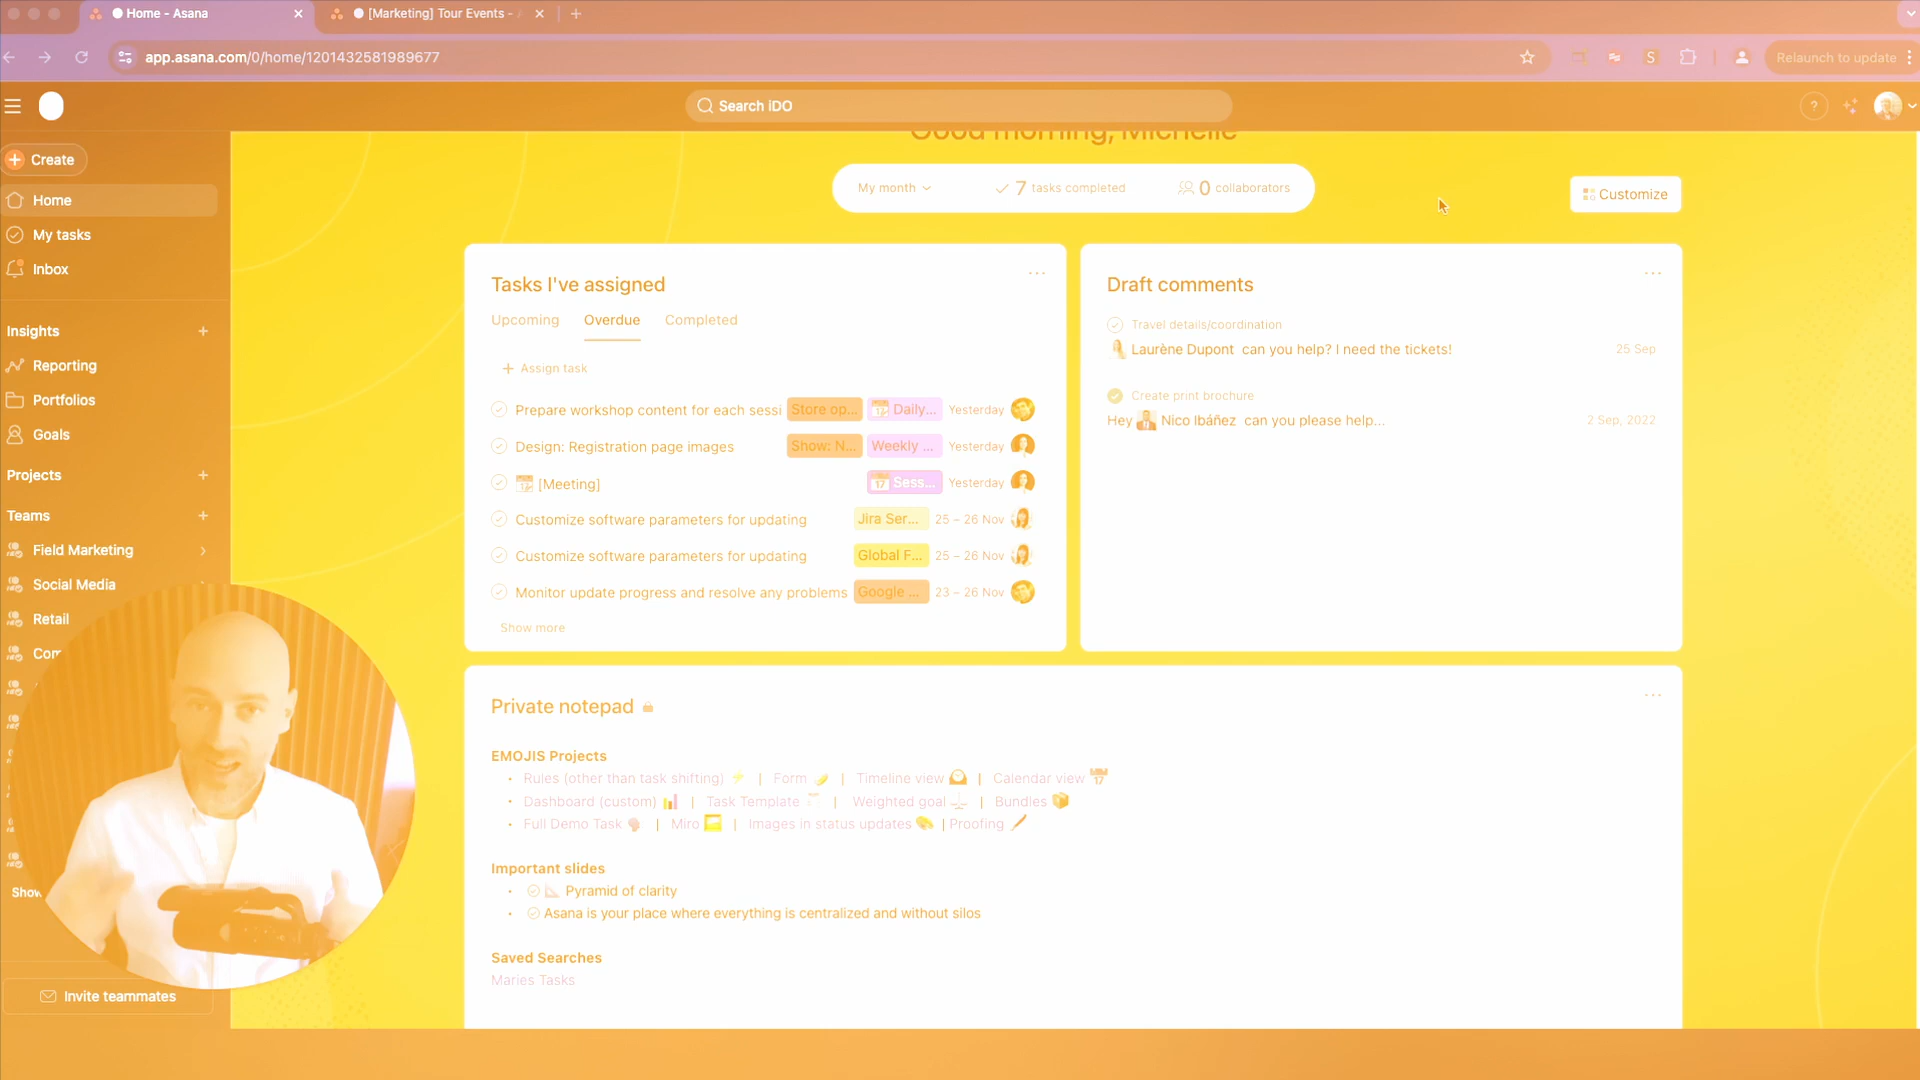 Home - Asana
[Marketing] Tour Events -
app.asana.com/0/home/1201432581989677
S
Relaunch to update
Search iDO
?
Create
Home
My tasks
Inbox
Insights
Reporting
Portfolios
Goals
Projects
Teams
Field Marketing
Social Media
Retail
Invite teammates
Good morning, Michelle
My month
7 tasks completed
0 collaborators
Customize
Tasks I've assigned
Upcoming Overdue Completed
Assign task
Prepare workshop content for each sessi Store op... Daily... Yesterday
Design: Registration page images Show: N... Weekly ... Yesterday
[Meeting] Sess... Yesterday
Customize software parameters for updating Jira Ser... 25 – 26 Nov
Customize software parameters for updating Global F... 25 – 26 Nov
Monitor update progress and resolve any problems Google ... 23 – 26 Nov
Show more
Draft comments
Travel details/coordination
Laurène Dupont can you help? I need the tickets! 25 Sep
Create print brochure
Hey Nico Ibáñez can you please help... 2 Sep, 2022
Private notepad
EMOJIS Projects
• Rules (other than task shifting) ⚡ | Form | Timeline view | Calendar view
• Dashboard (custom) | Task Template | Weighted goal | Bundles
• Full Demo Task | Miro | Images in status updates | Proofing
Important slides
• Pyramid of clarity
• Asana is your place where everything is centralized and without silos
Saved Searches
Maries Tasks